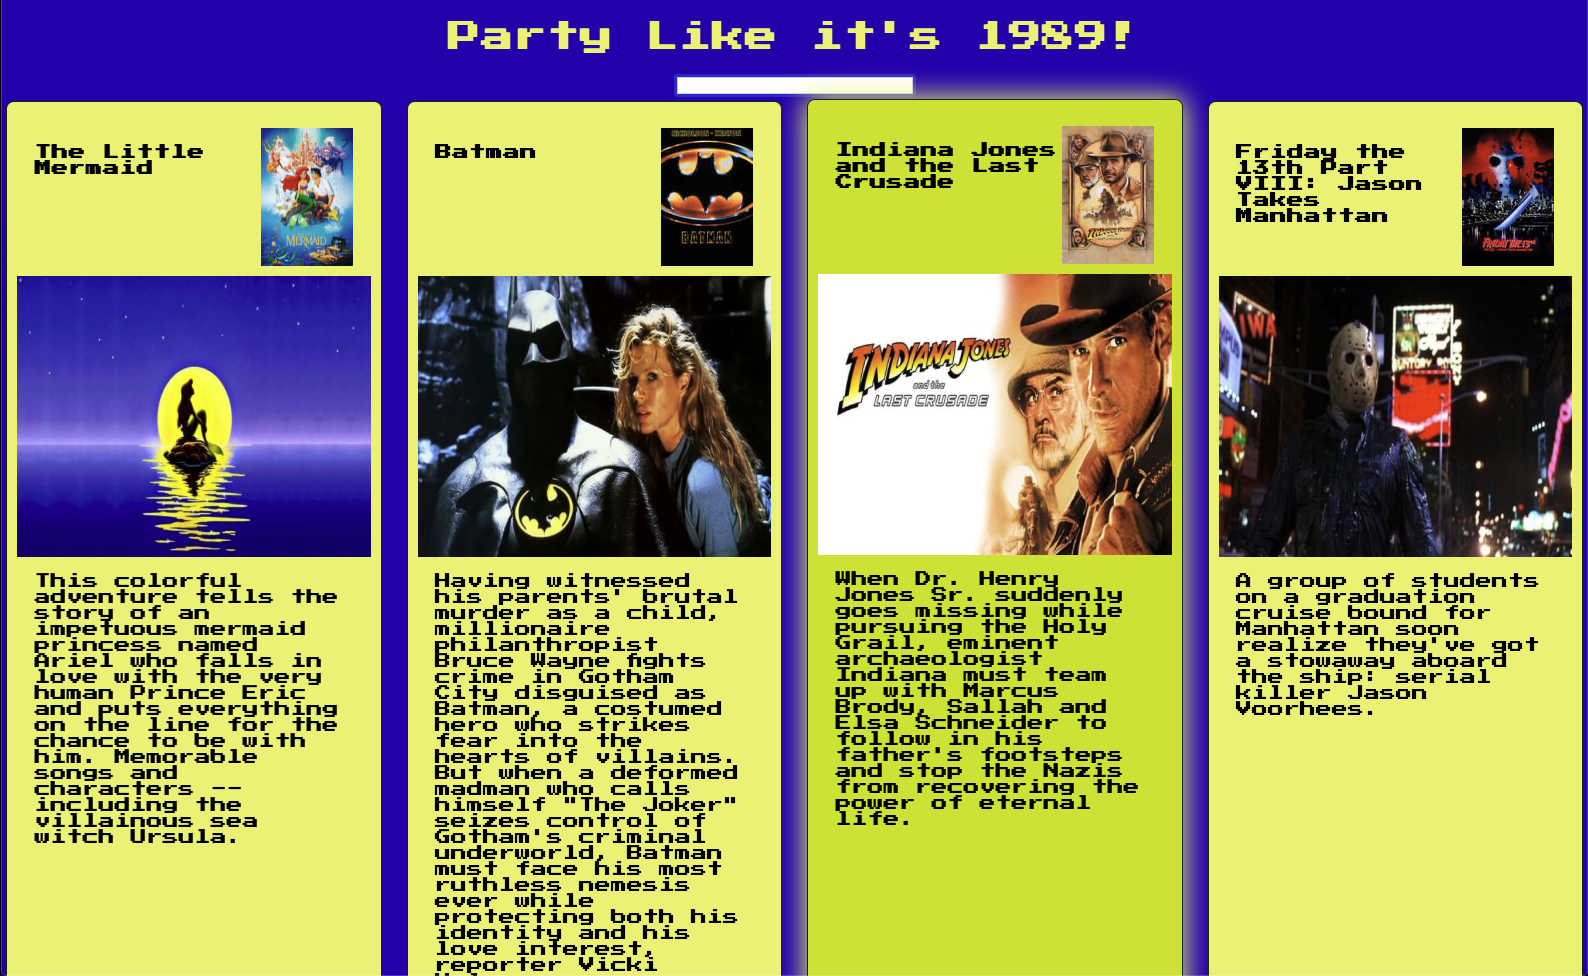 Party Like it's 1989!
The Little
Mermaid
MERMAID
This colorful
adventure tells the
story of an
impetuous mermaid
princess named
Ariel who falls in
love with the very
human Prince Eric
and puts everything
on the line for the
chance to be with
him. Memorable
songs and
characters --
including the
villainous sea
witch Ursula.
Batman
NICHOLSON · KEATON
BATMAN
Having witnessed
his parents' brutal
murder as a child,
millionaire
philanthropist
Bruce Wayne fights
crime in Gotham
City disguised as
Batman, a costumed
hero who strikes
fear into the
hearts of villains.
But when a deformed
madman who calls
himself "The Joker"
seizes control of
Gotham's criminal
underworld, Batman
must face his most
ruthless nemesis
ever while
protecting both his
identity and his
love interest,
reporter Vicki
Indiana Jones
and the Last
Crusade
INDIANA JONES
and the
LAST CRUSADE
When Dr. Henry
Jones Sr. suddenly
goes missing while
pursuing the Holy
Grail, eminent
archaeologist
Indiana must team
up with Marcus
Brody, Sallah and
Elsa Schneider to
follow in his
father's footsteps
and stop the Nazis
from recovering the
power of eternal
life.
Friday the
13th Part
VIII: Jason
Takes
Manhattan
IWA
A group of students
on a graduation
cruise bound for
Manhattan soon
realize they've got
a stowaway aboard
the ship: serial
killer Jason
Voorhees.